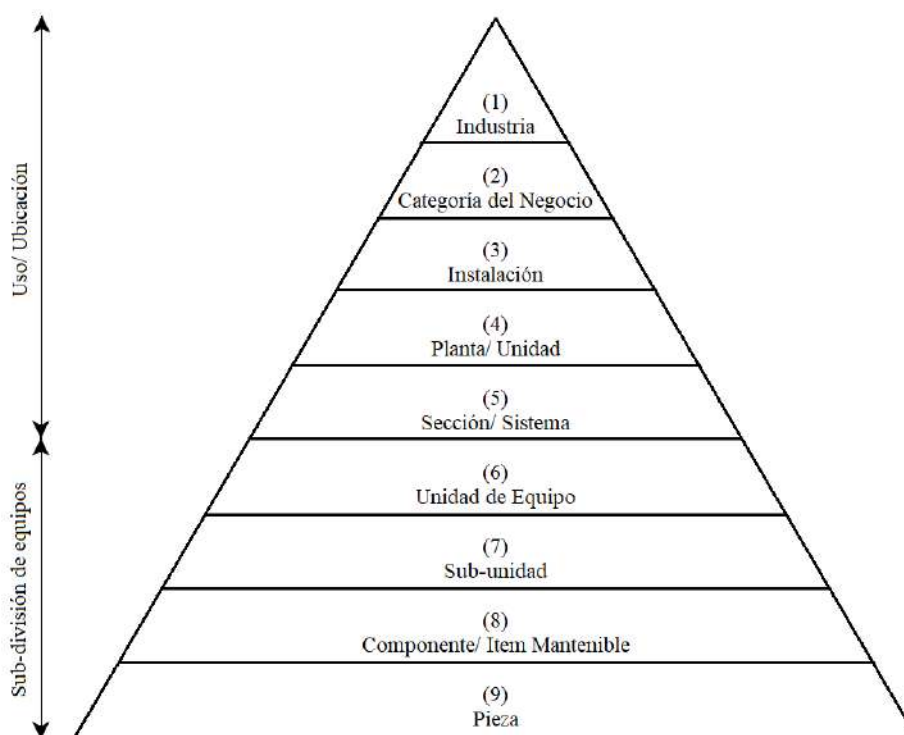 Uso/ Ubicación
Sub-división de equipos
(1)
Industria
(2)
Categoría del Negocio
(3)
Instalación
(4)
Planta/ Unidad
(5)
Sección/ Sistema
(6)
Unidad de Equipo
(7)
Sub-unidad
(8)
Componente/ Item Mantenible
(9)
Pieza